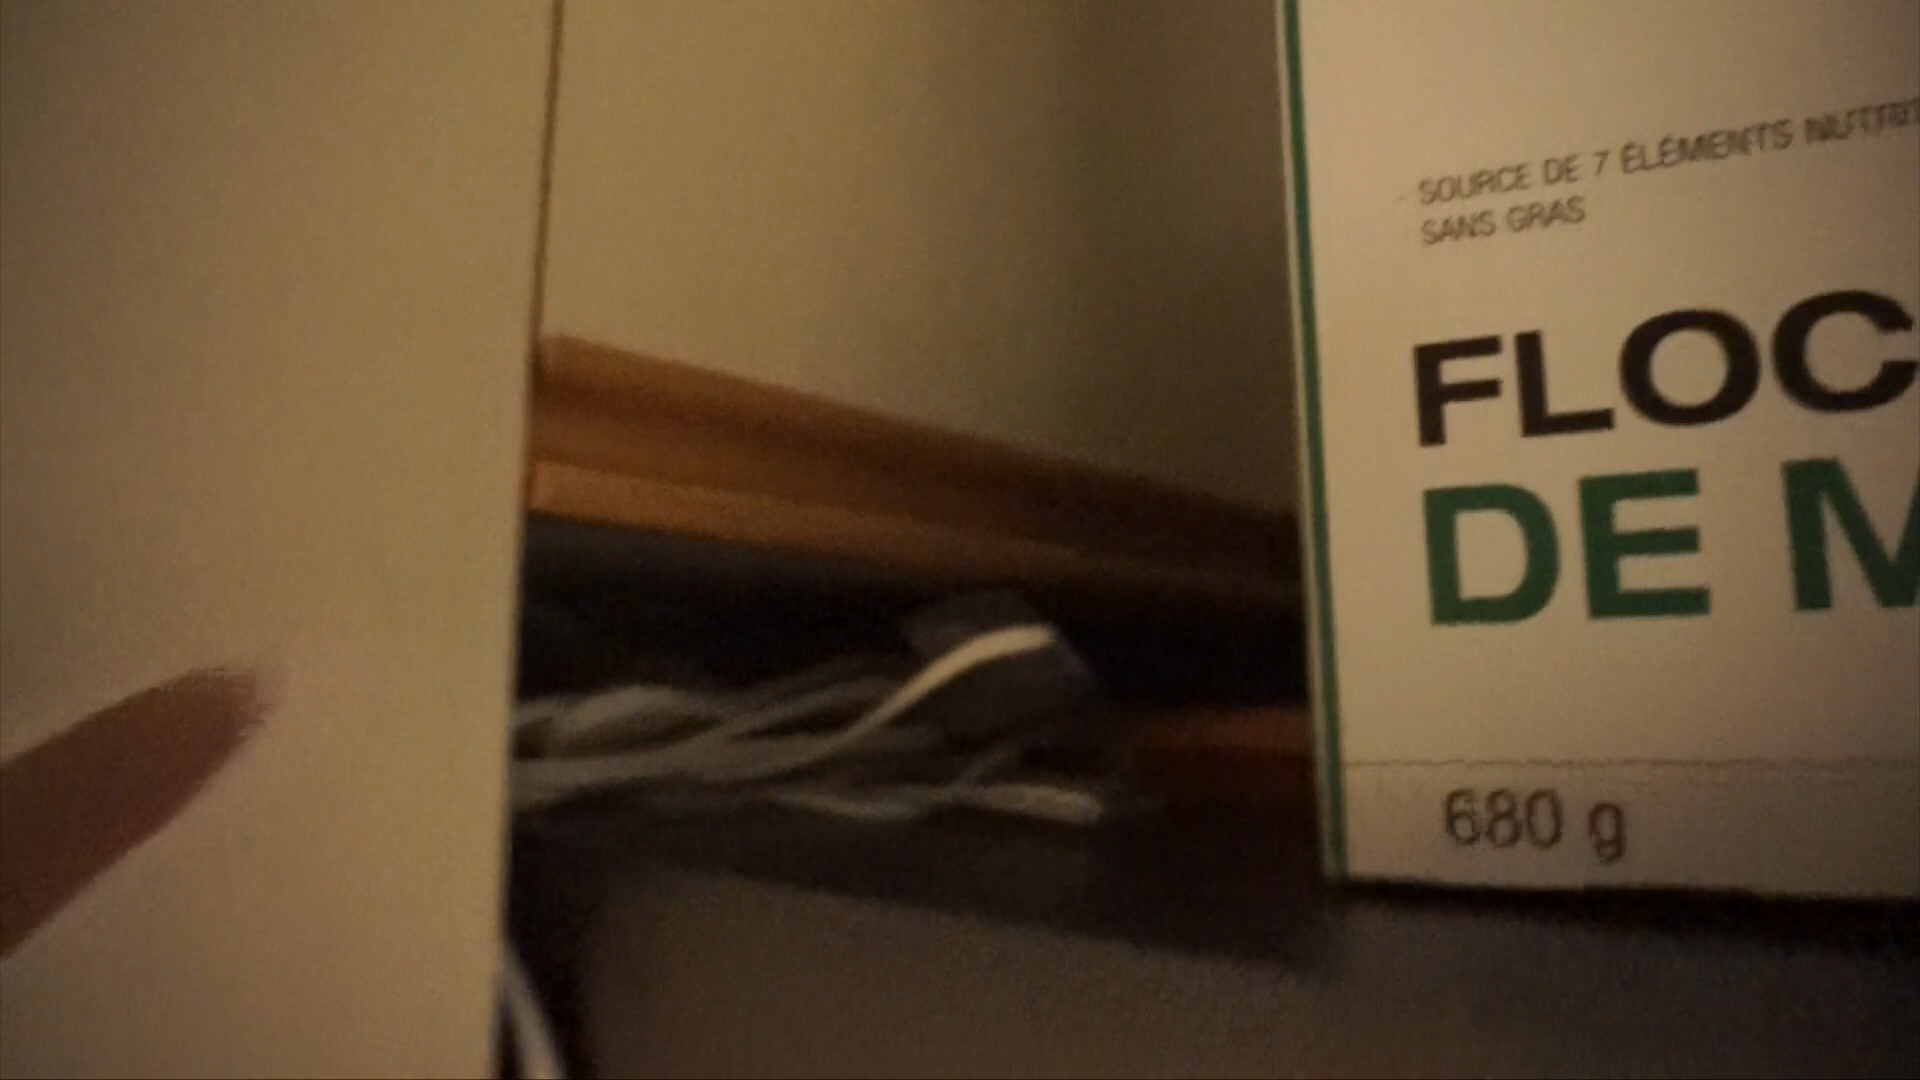 SOURCE DE 7 ÉLÉMENTS
SANS GRAS
FLOC
DE M
680 g